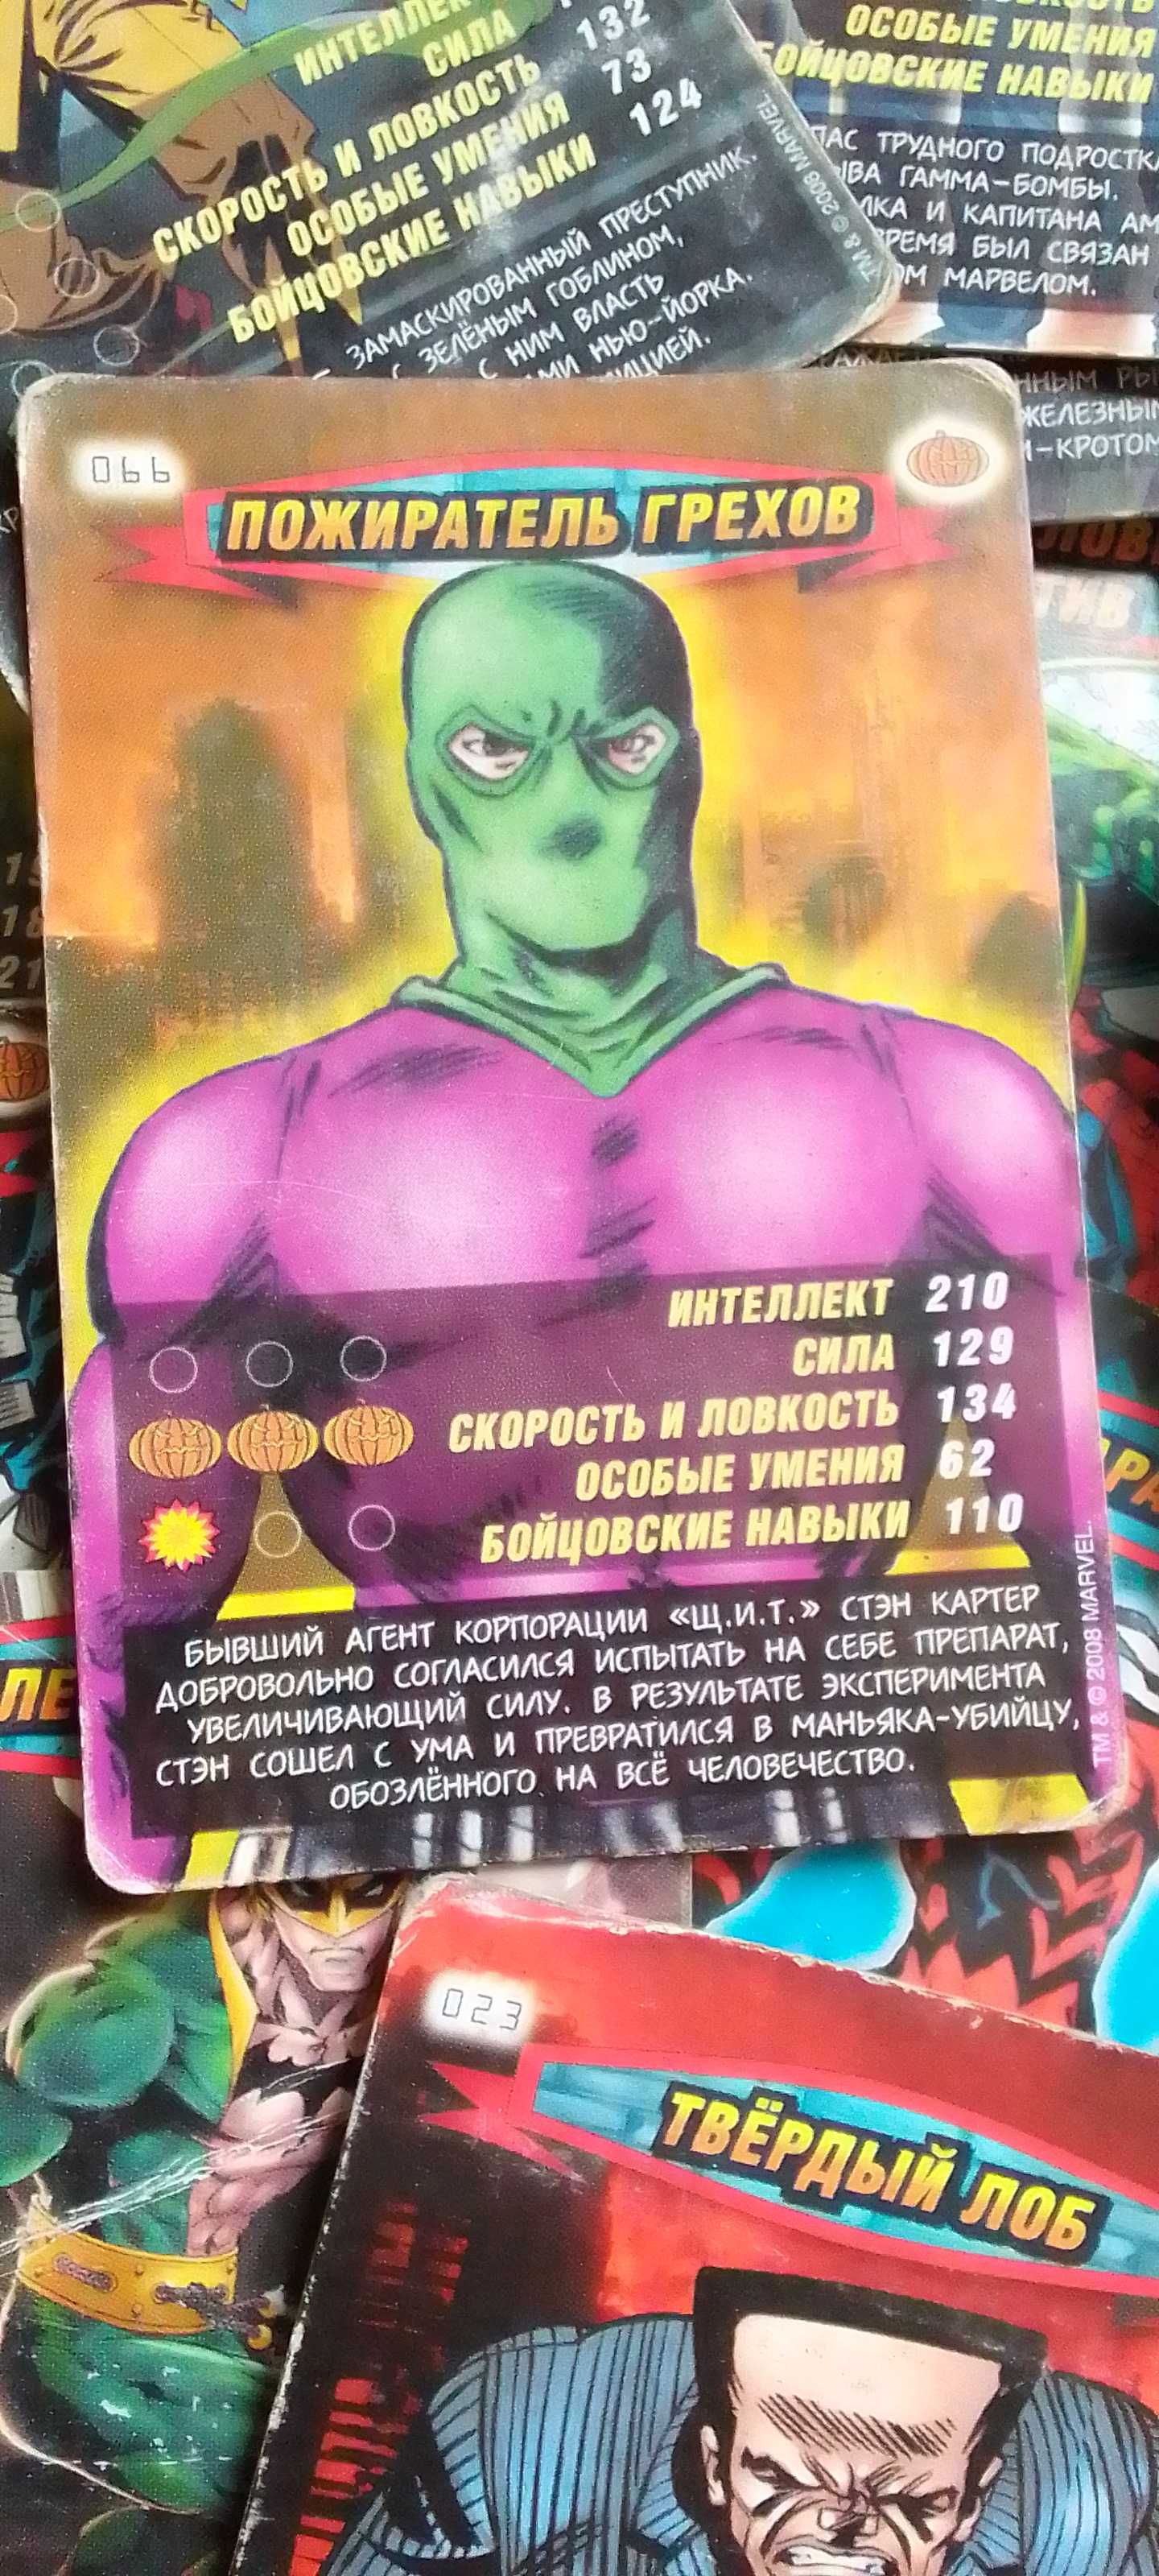 ИНТЕЛЛЕКТ
СИЛА 132
СКОРОСТЬ И ЛОВКОСТЬ 73
ОСОБЫЕ УМЕНИЯ 124
БОЙЦОВСКИЕ НАВЫКИ
ЗАМАСКИРОВАННЫЙ ПРЕСТУПНИК.
С ЗЕЛЁНЫМ ГОБЛИНОМ,
С НИМ ВЛАСТЬ
НЬЮ-ЙОРКА.
TM & © 2008 MARVEL.
ОСОБЫЕ УМЕНИЯ
БОЙЦОВСКИЕ НАВЫКИ
ТРУДНОГО ПОДРОСТКА
ГАММА-БОМБЫ.
И КАПИТАНА
БЫЛ СВЯЗАН
МАРВЕЛОМ.
066
ПОЖИРАТЕЛЬ ГРЕХОВ
ИНТЕЛЛЕКТ 210
СИЛА 129
СКОРОСТЬ И ЛОВКОСТЬ 134
ОСОБЫЕ УМЕНИЯ 62
БОЙЦОВСКИЕ НАВЫКИ 110
БЫВШИЙ АГЕНТ КОРПОРАЦИИ «Щ.И.Т.» СТЭН КАРТЕР
ДОБРОВОЛЬНО СОГЛАСИЛСЯ ИСПЫТАТЬ НА СЕБЕ ПРЕПАРАТ,
УВЕЛИЧИВАЮЩИЙ СИЛУ. В РЕЗУЛЬТАТЕ ЭКСПЕРИМЕНТА
СТЭН СОШЕЛ С УМА И ПРЕВРАТИЛСЯ В МАНЬЯКА-УБИЙЦУ,
ОБОЗЛЁННОГО НА ВСЁ ЧЕЛОВЕЧЕСТВО.
TM & © 2008 MARVEL.
023
ТВЁРДЫЙ ЛОБ